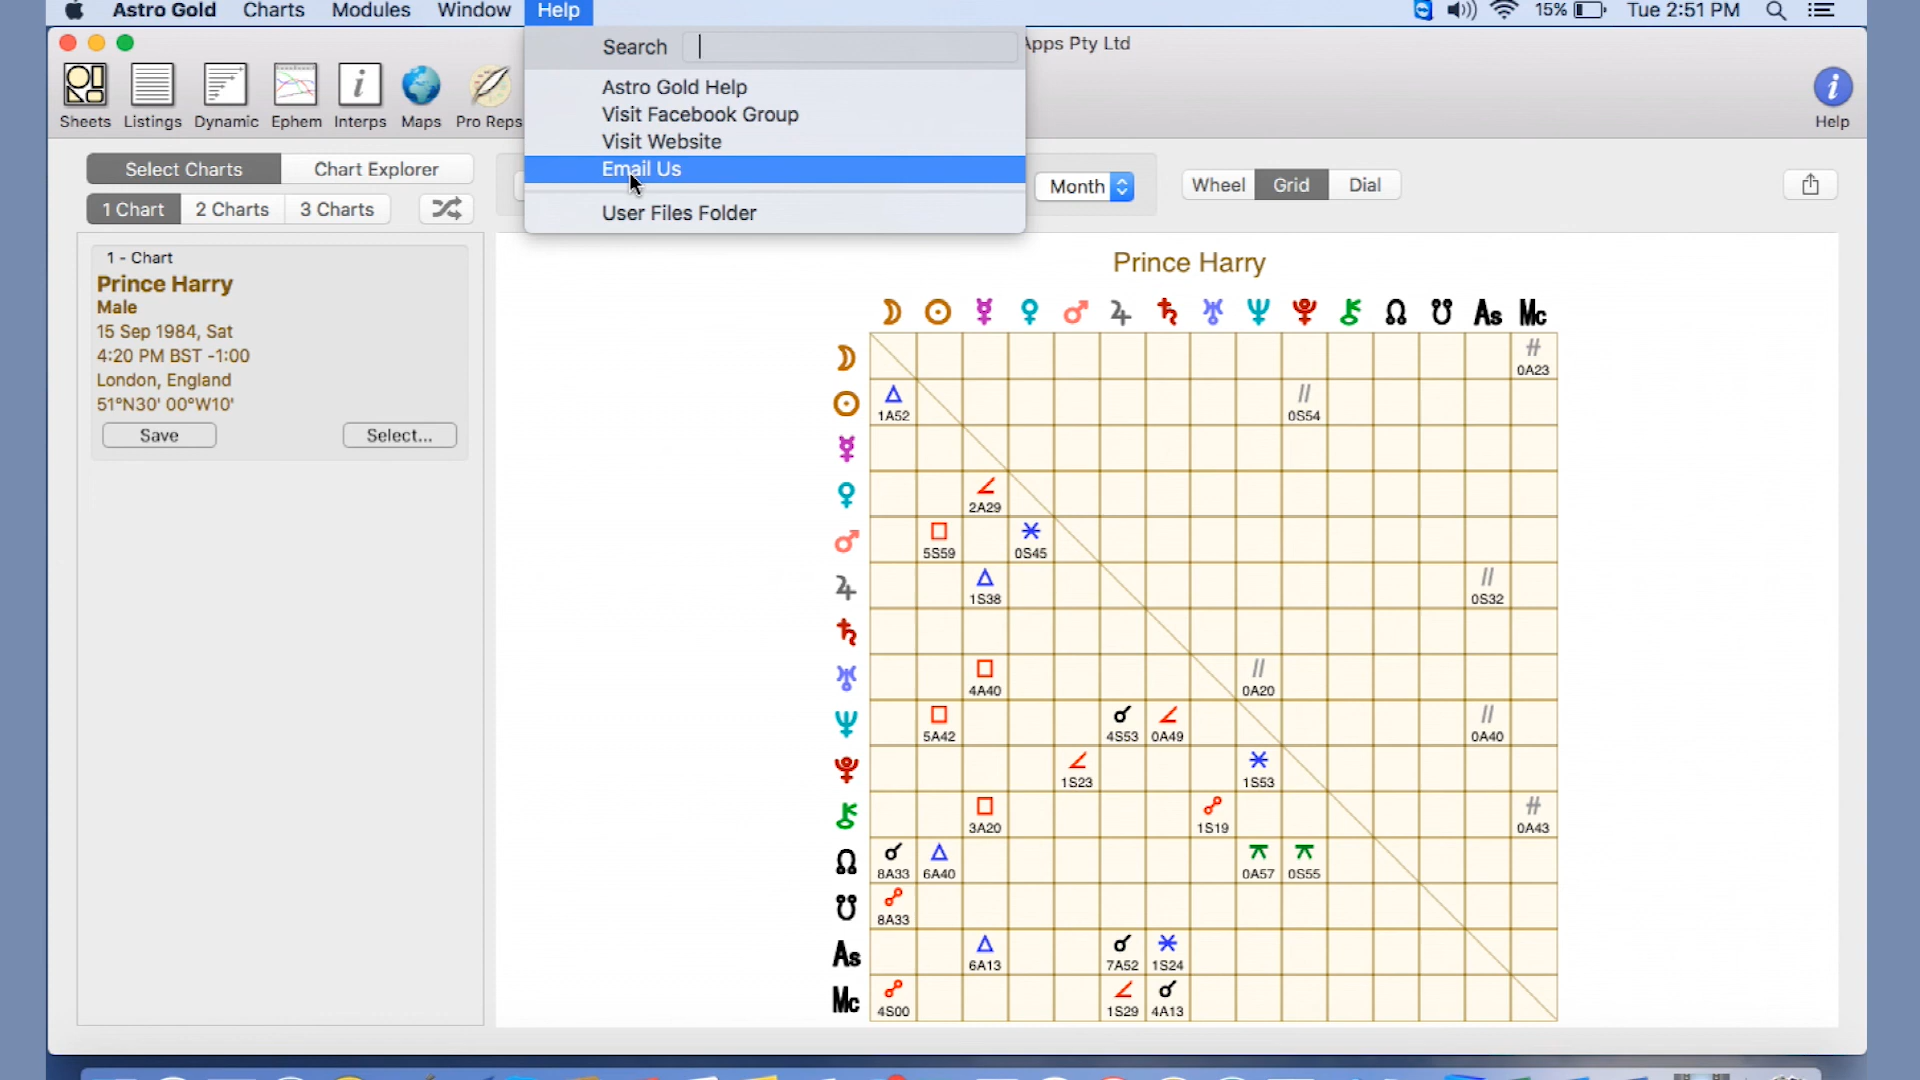 Astro Gold Charts Modules Window Help 15% Tue 2:51 PM
Search Apps Pty Ltd
Astro Gold Help
Visit Facebook Group
Visit Website
Email Us
User Files Folder
Sheets Listings Dynamic Ephem Interps Maps Pro Reps Help
Select Charts Chart Explorer
Month Wheel Grid Dial
1 Chart 2 Charts 3 Charts
1 - Chart
Prince Harry
Male
15 Sep 1984, Sat
4:20 PM BST -1:00
London, England
51°N30' 00°W10'
Save Select...
Prince Harry
As Mc
0A23
1A52 0S54
2A29
5S59 0S45
1S38 0S32
4A40 0A20
5A42 4S53 0A49 0A40
1S23 1S53
3A20 1S19 0A43
8A33 6A40 0A57 0S55
8A33
As 6A13 7A52 1S24
Mc 4S00 1S29 4A13